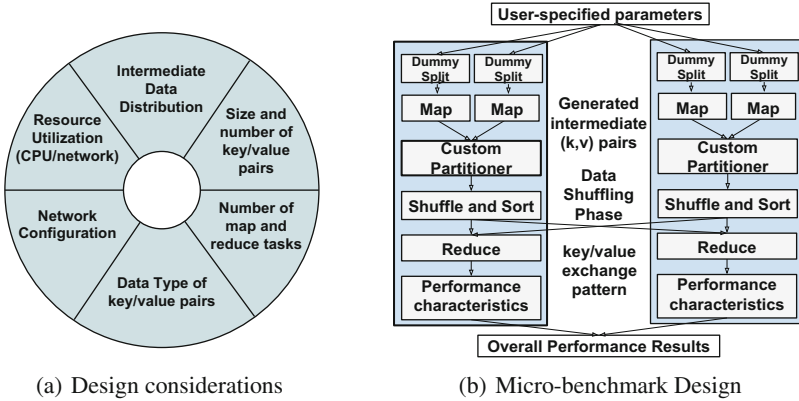 Intermediate
Data
Distribution
Size and
number of
key/value
pairs
Number of
map and
reduce tasks
Data Type of
key/value pairs
Network
Configuration
Resource
Utilization
(CPU/network)
(a) Design considerations
User-specified parameters
Dummy
Split
Dummy
Split
Map
Map
Custom
Partitioner
Shuffle and Sort
Reduce
Performance
characteristics
Generated
intermediate
(k,v) pairs
Data
Shuffling
Phase
key/value
exchange
pattern
Dummy
Split
Dummy
Split
Map
Map
Custom
Partitioner
Shuffle and Sort
Reduce
Performance
characteristics
Overall Performance Results
(b) Micro-benchmark Design